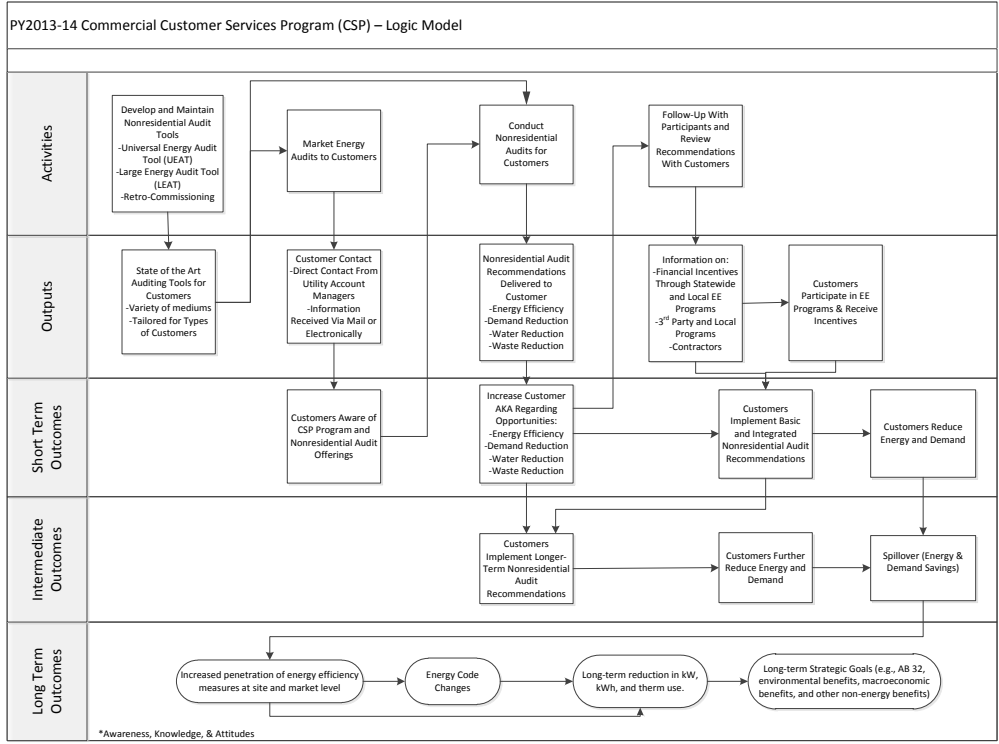 PY2013-14 Commercial Customer Services Program (CSP) – Logic Model
Activities
Develop and Maintain
Nonresidential Audit
Tools
-Universal Energy Audit
Tool (UEAT)
-Large Energy Audit Tool
(LEAT)
-Retro-Commissioning
Market Energy
Audits to Customers
Conduct
Nonresidential
Audits for
Customers
Follow-Up With
Participants and
Review
Recommendations
With Customers
Outputs
State of the Art
Auditing Tools for
Customers
-Variety of mediums
-Tailored for Types
of Customers
Customer Contact
-Direct Contact From
Utility Account
Managers
-Information
Received Via Mail or
Electronically
Nonresidential Audit
Recommendations
Delivered to
Customer
-Energy Efficiency
-Demand Reduction
-Water Reduction
-Waste Reduction
Information on:
-Financial Incentives
Through Statewide
and Local EE
Programs
-3rd Party and Local
Programs
-Contractors
Customers
Participate in EE
Programs & Receive
Incentives
Short Term
Outcomes
Customers Aware of
CSP Program and
Nonresidential Audit
Offerings
Increase Customer
AKA Regarding
Opportunities:
-Energy Efficiency
-Demand Reduction
-Water Reduction
-Waste Reduction
Customers
Implement Basic
and Integrated
Nonresidential Audit
Recommendations
Customers Reduce
Energy and Demand
Intermediate
Outcomes
Customers
Implement Longer-
Term Nonresidential
Audit
Recommendations
Customers Further
Reduce Energy and
Demand
Spillover (Energy &
Demand Savings)
Long Term
Outcomes
Increased penetration of energy efficiency
measures at site and market level
Energy Code
Changes
Long-term reduction in kW,
kWh, and therm use.
Long-term Strategic Goals (e.g., AB 32,
environmental benefits, macroeconomic
benefits, and other non-energy benefits)
*Awareness, Knowledge, & Attitudes